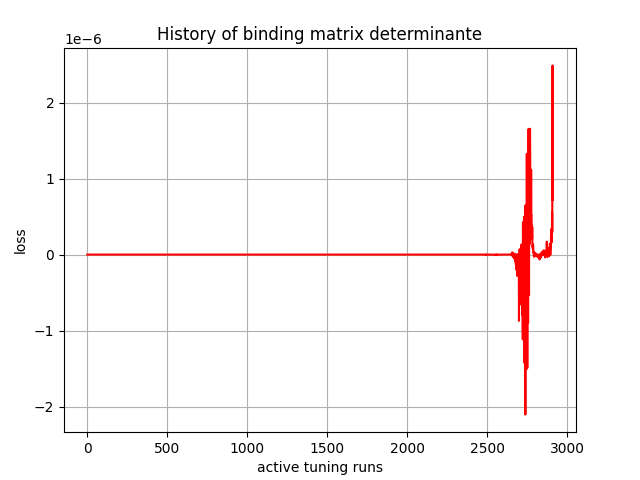 History of binding matrix determinante
1e−6
2
1
0
−1
−2
loss
0 500 1000 1500 2000 2500 3000
active tuning runs